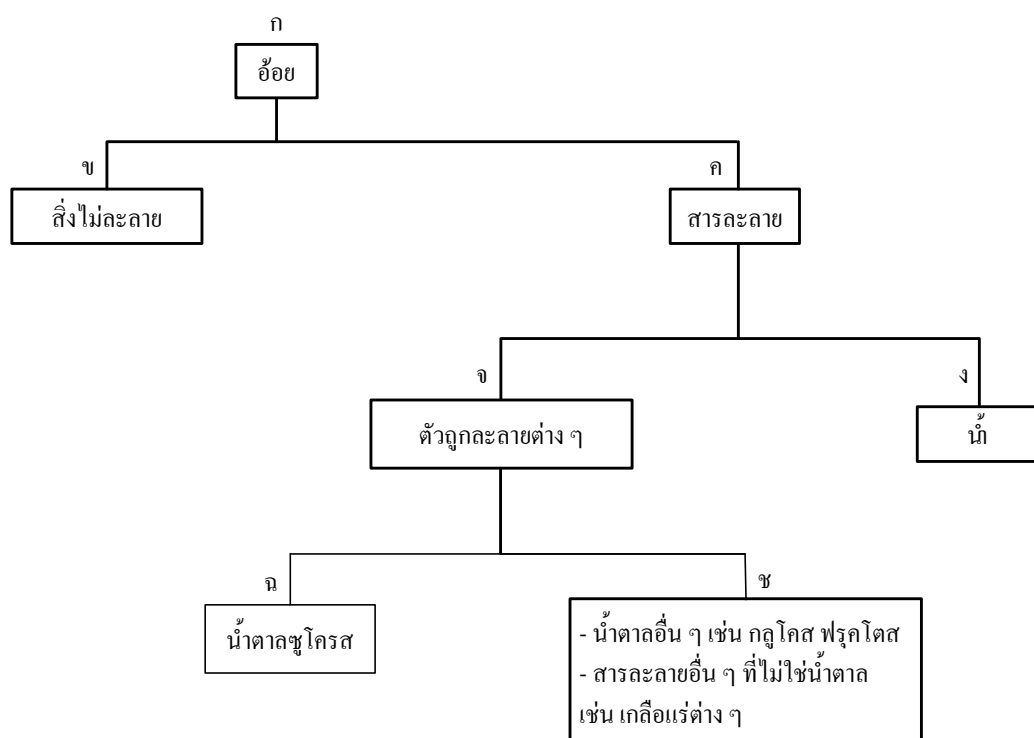 ก
อ้อย
ข
ค
สิ่งไม่ละลาย
สารละลาย
จ
ง
ตัวถูกละลายต่าง ๆ
น้ำ
ฉ
ช
น้ำตาลซูโครส
- น้ำตาลอื่น ๆ เช่น กลูโคส ฟรุคโตส
- สารละลายอื่น ๆ ที่ไม่ใช่น้ำตาล
เช่น เกลือแร่ต่าง ๆ